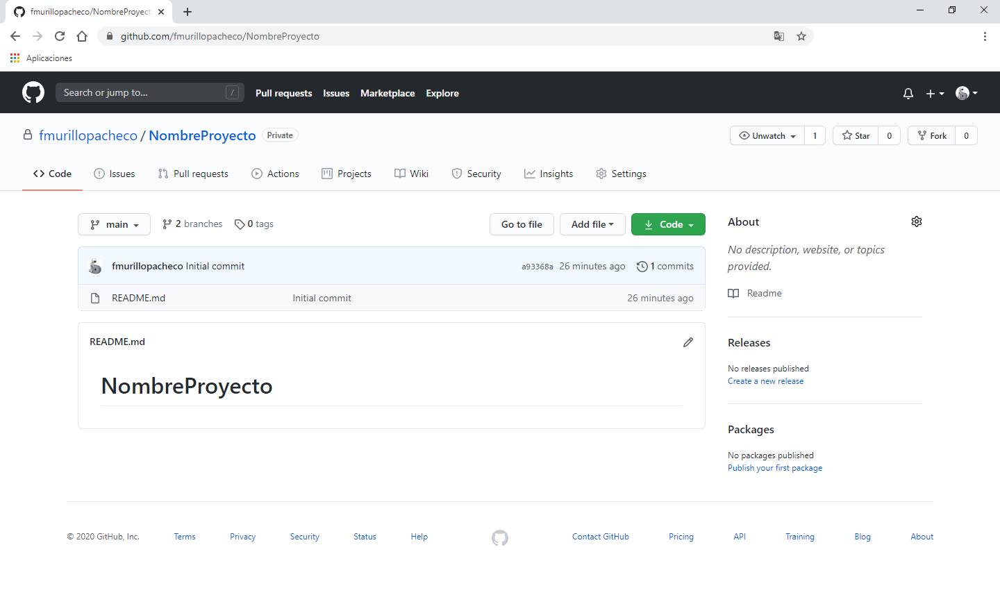 fmurillopacheco/NombreProyect
github.com/fmurillopacheco/NombreProyecto
Aplicaciones
Search or jump to... / Pull requests Issues Marketplace Explore
fmurillopacheco / NombreProyecto Private Unwatch 1 Star 0 Fork 0
Code Issues Pull requests Actions Projects Wiki Security Insights Settings
main 2 branches 0 tags Go to file Add file Code
fmurillopacheco Initial commit a93368a 26 minutes ago 1 commits
README.md Initial commit 26 minutes ago
README.md
NombreProyecto
About
No description, website, or topics
provided.
Readme
Releases
No releases published
Create a new release
Packages
No packages published
Publish your first package
© 2020 GitHub, Inc. Terms Privacy Security Status Help Contact GitHub Pricing API Training Blog About